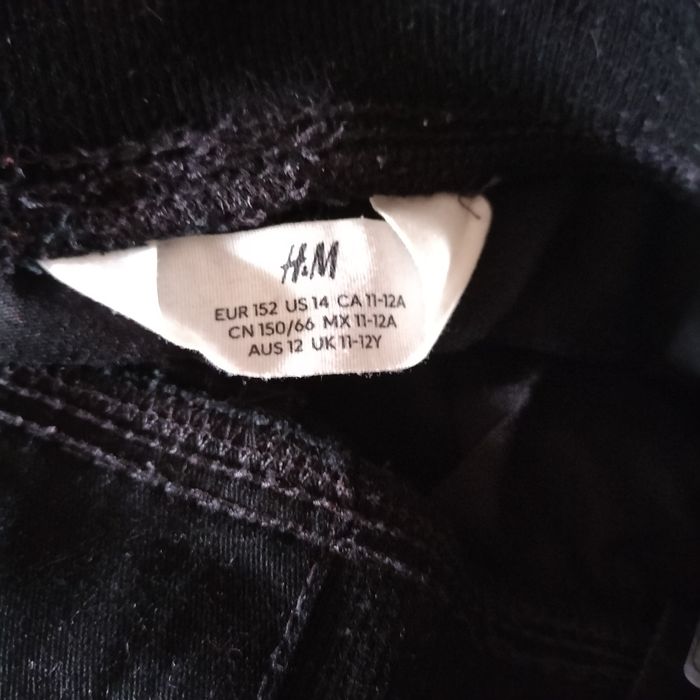 H&M
EUR 152 US 14 CA 11-12A
CN 150/66 MX 11-12A
AUS 12 UK 11-12Y